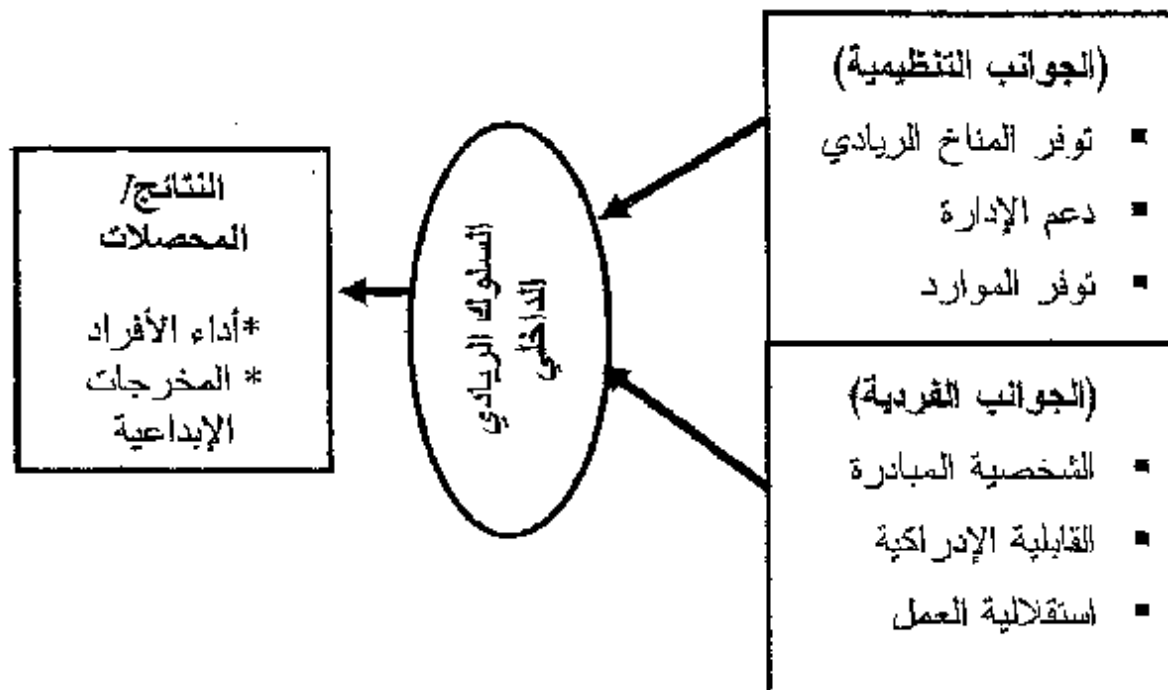 (الجوانب التنظيمية)
▪ توفر المناخ الريادي
▪ دعم الإدارة
▪ توفر الموارد
(الجوانب الفردية)
▪ الشخصية المبادرة
▪ القابلية الإدراكية
▪ استقلالية العمل
السلوك الريادي
الداخلي
النتائج/
المحصلات
*أداء الأفراد
* المخرجات
الإبداعية